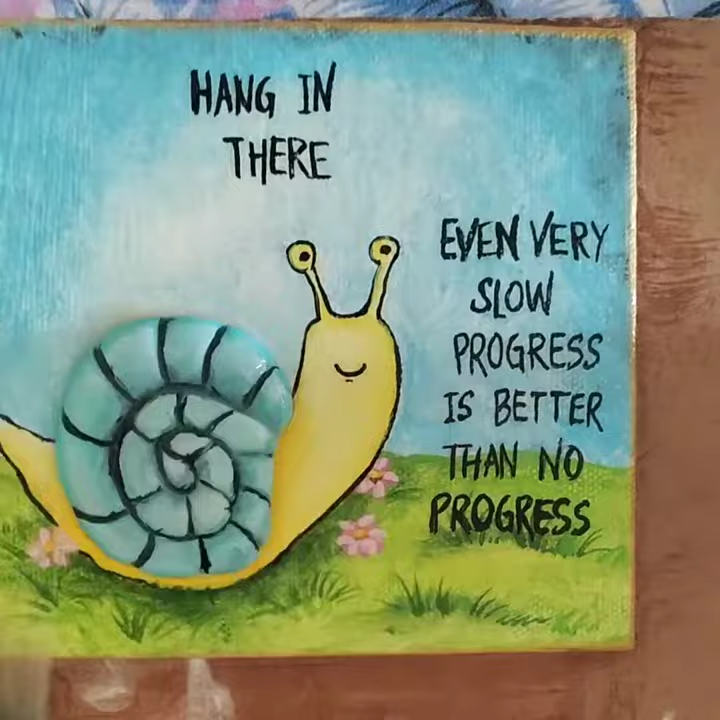 HANG IN
THERE
EVEN VERY
SLOW
PROGRESS
IS BETTER
THAN NO
PROGRESS